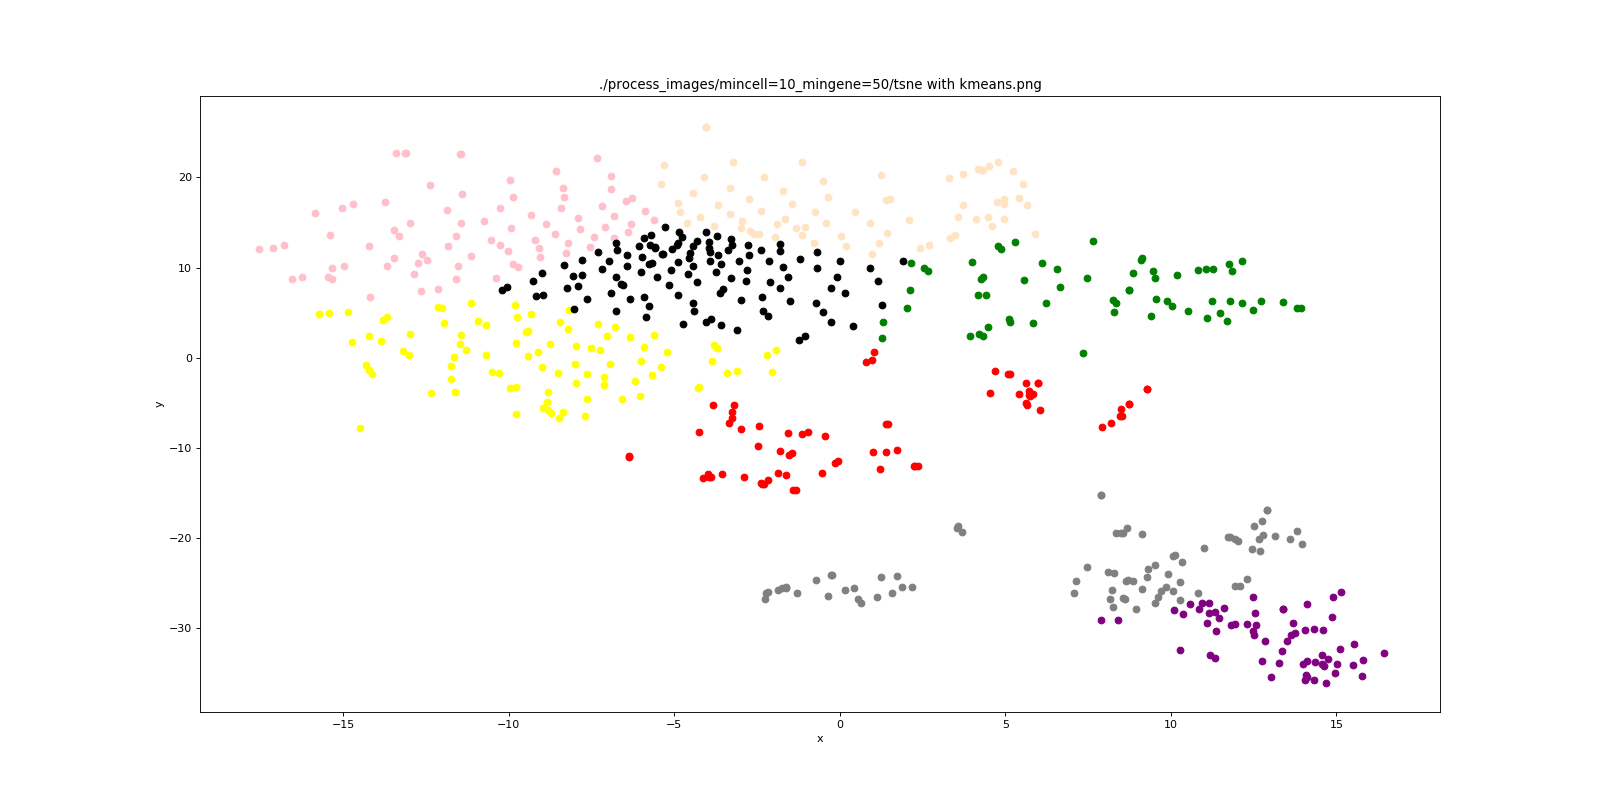 ./process_images/mincell=10_mingene=50/tsne with kmeans.png
20
10
0
−10
−20
−30
y
−15 −10 −5 0 5 10 15
x